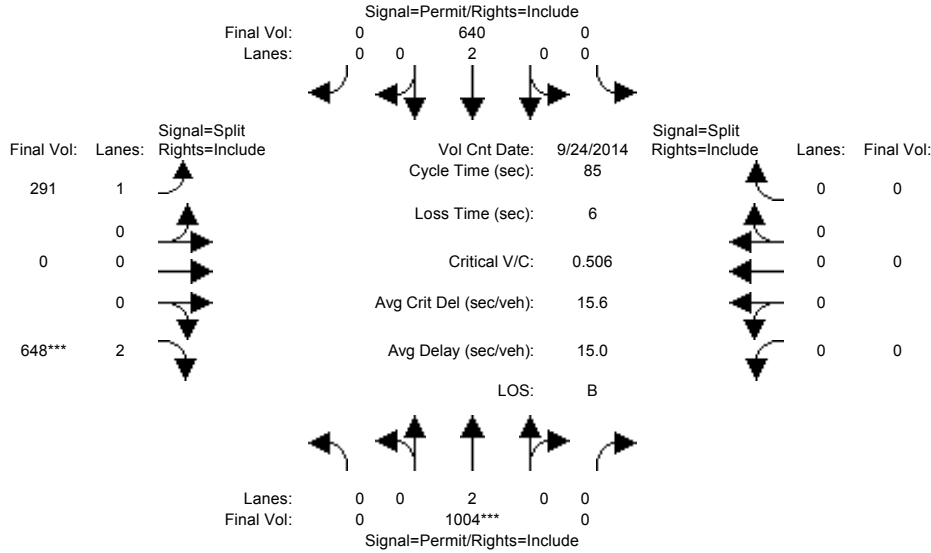 Signal=Permit/Rights=Include
Final Vol: 0 640 0
Lanes: 0 0 2 0 0
Signal=Split Signal=Split
Final Vol: Lanes: Rights=Include Vol Cnt Date: 9/24/2014 Rights=Include Lanes: Final Vol:
Cycle Time (sec): 85
291 1 0 0
Loss Time (sec): 6
0 0
0 0 Critical V/C: 0.506 0 0
0 Avg Crit Del (sec/veh): 15.6 0
648*** 2 Avg Delay (sec/veh): 15.0 0 0
LOS: B
Lanes: 0 0 2 0 0
Final Vol: 0 1004*** 0
Signal=Permit/Rights=Include